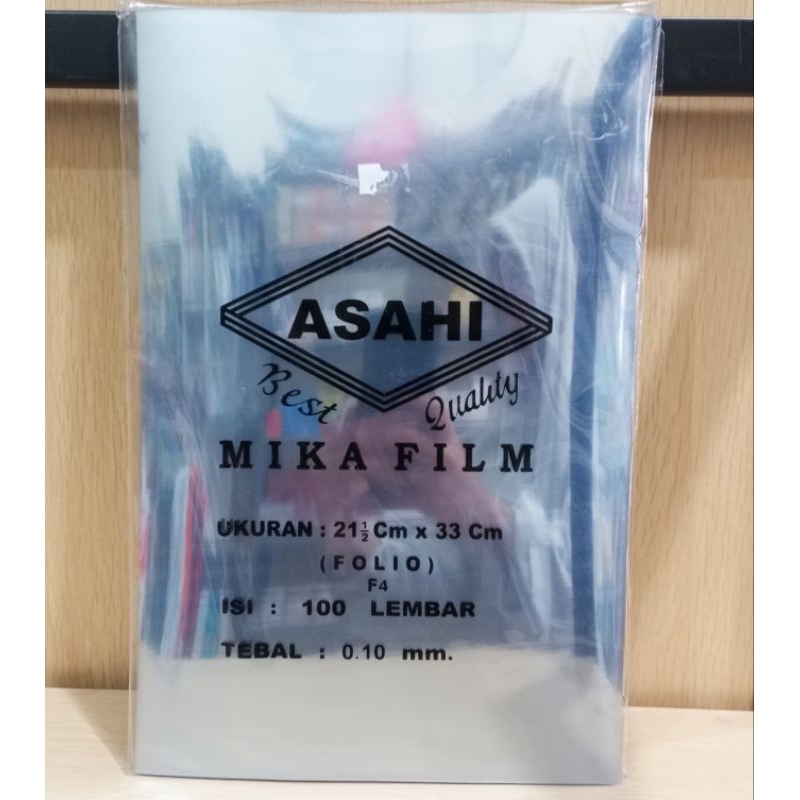 ASAHI
Best Quality
MIKA FILM
UKURAN : 21½ Cm x 33 Cm
(FOLIO)
F4
ISI : 100 LEMBAR
TEBAL : 0.10 mm.